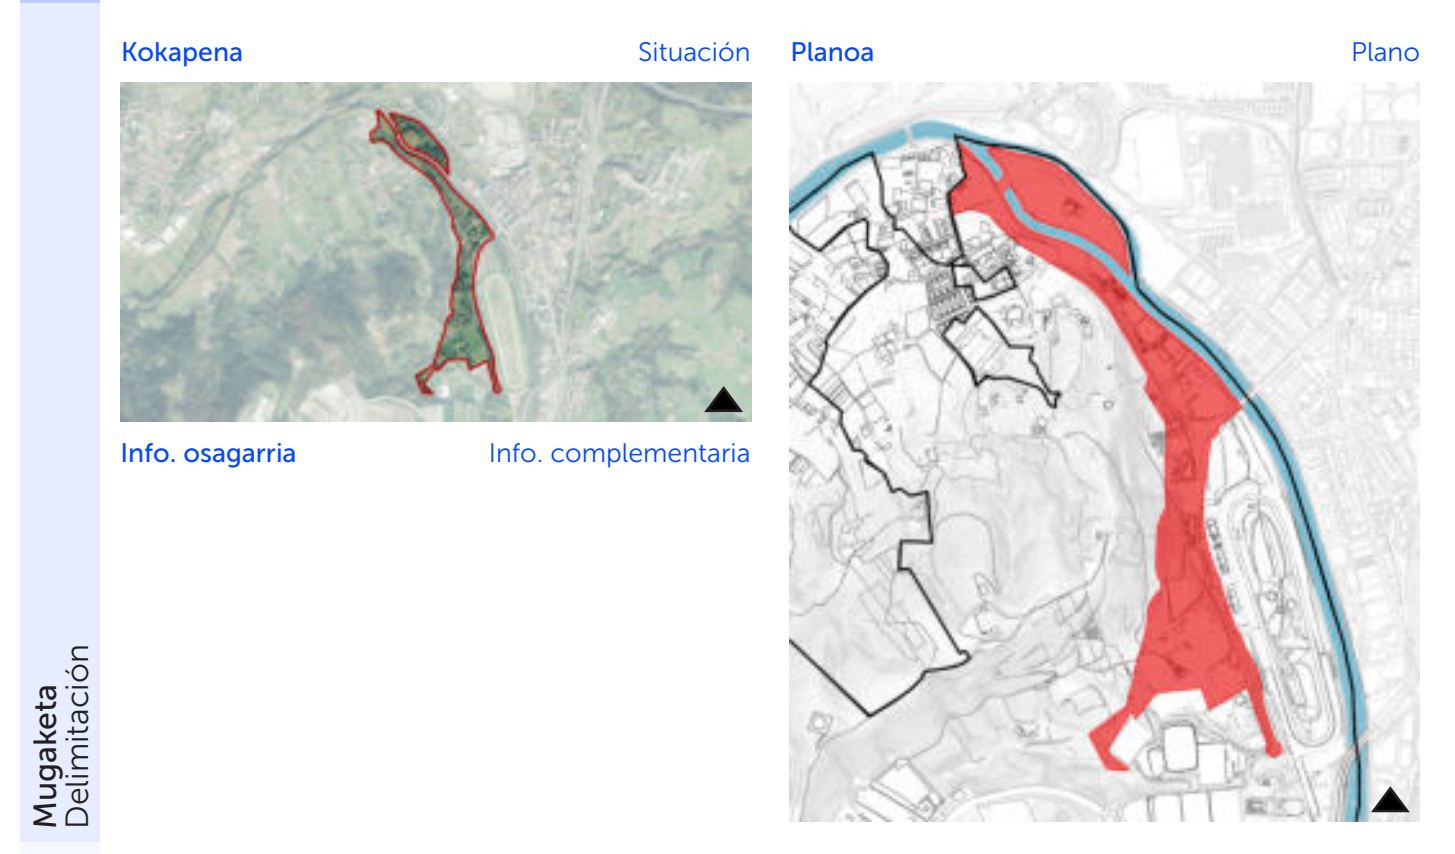 Kokapena Situación
Planoa Plano
Info. osagarria Info. complementaria
Mugaketa
Delimitación